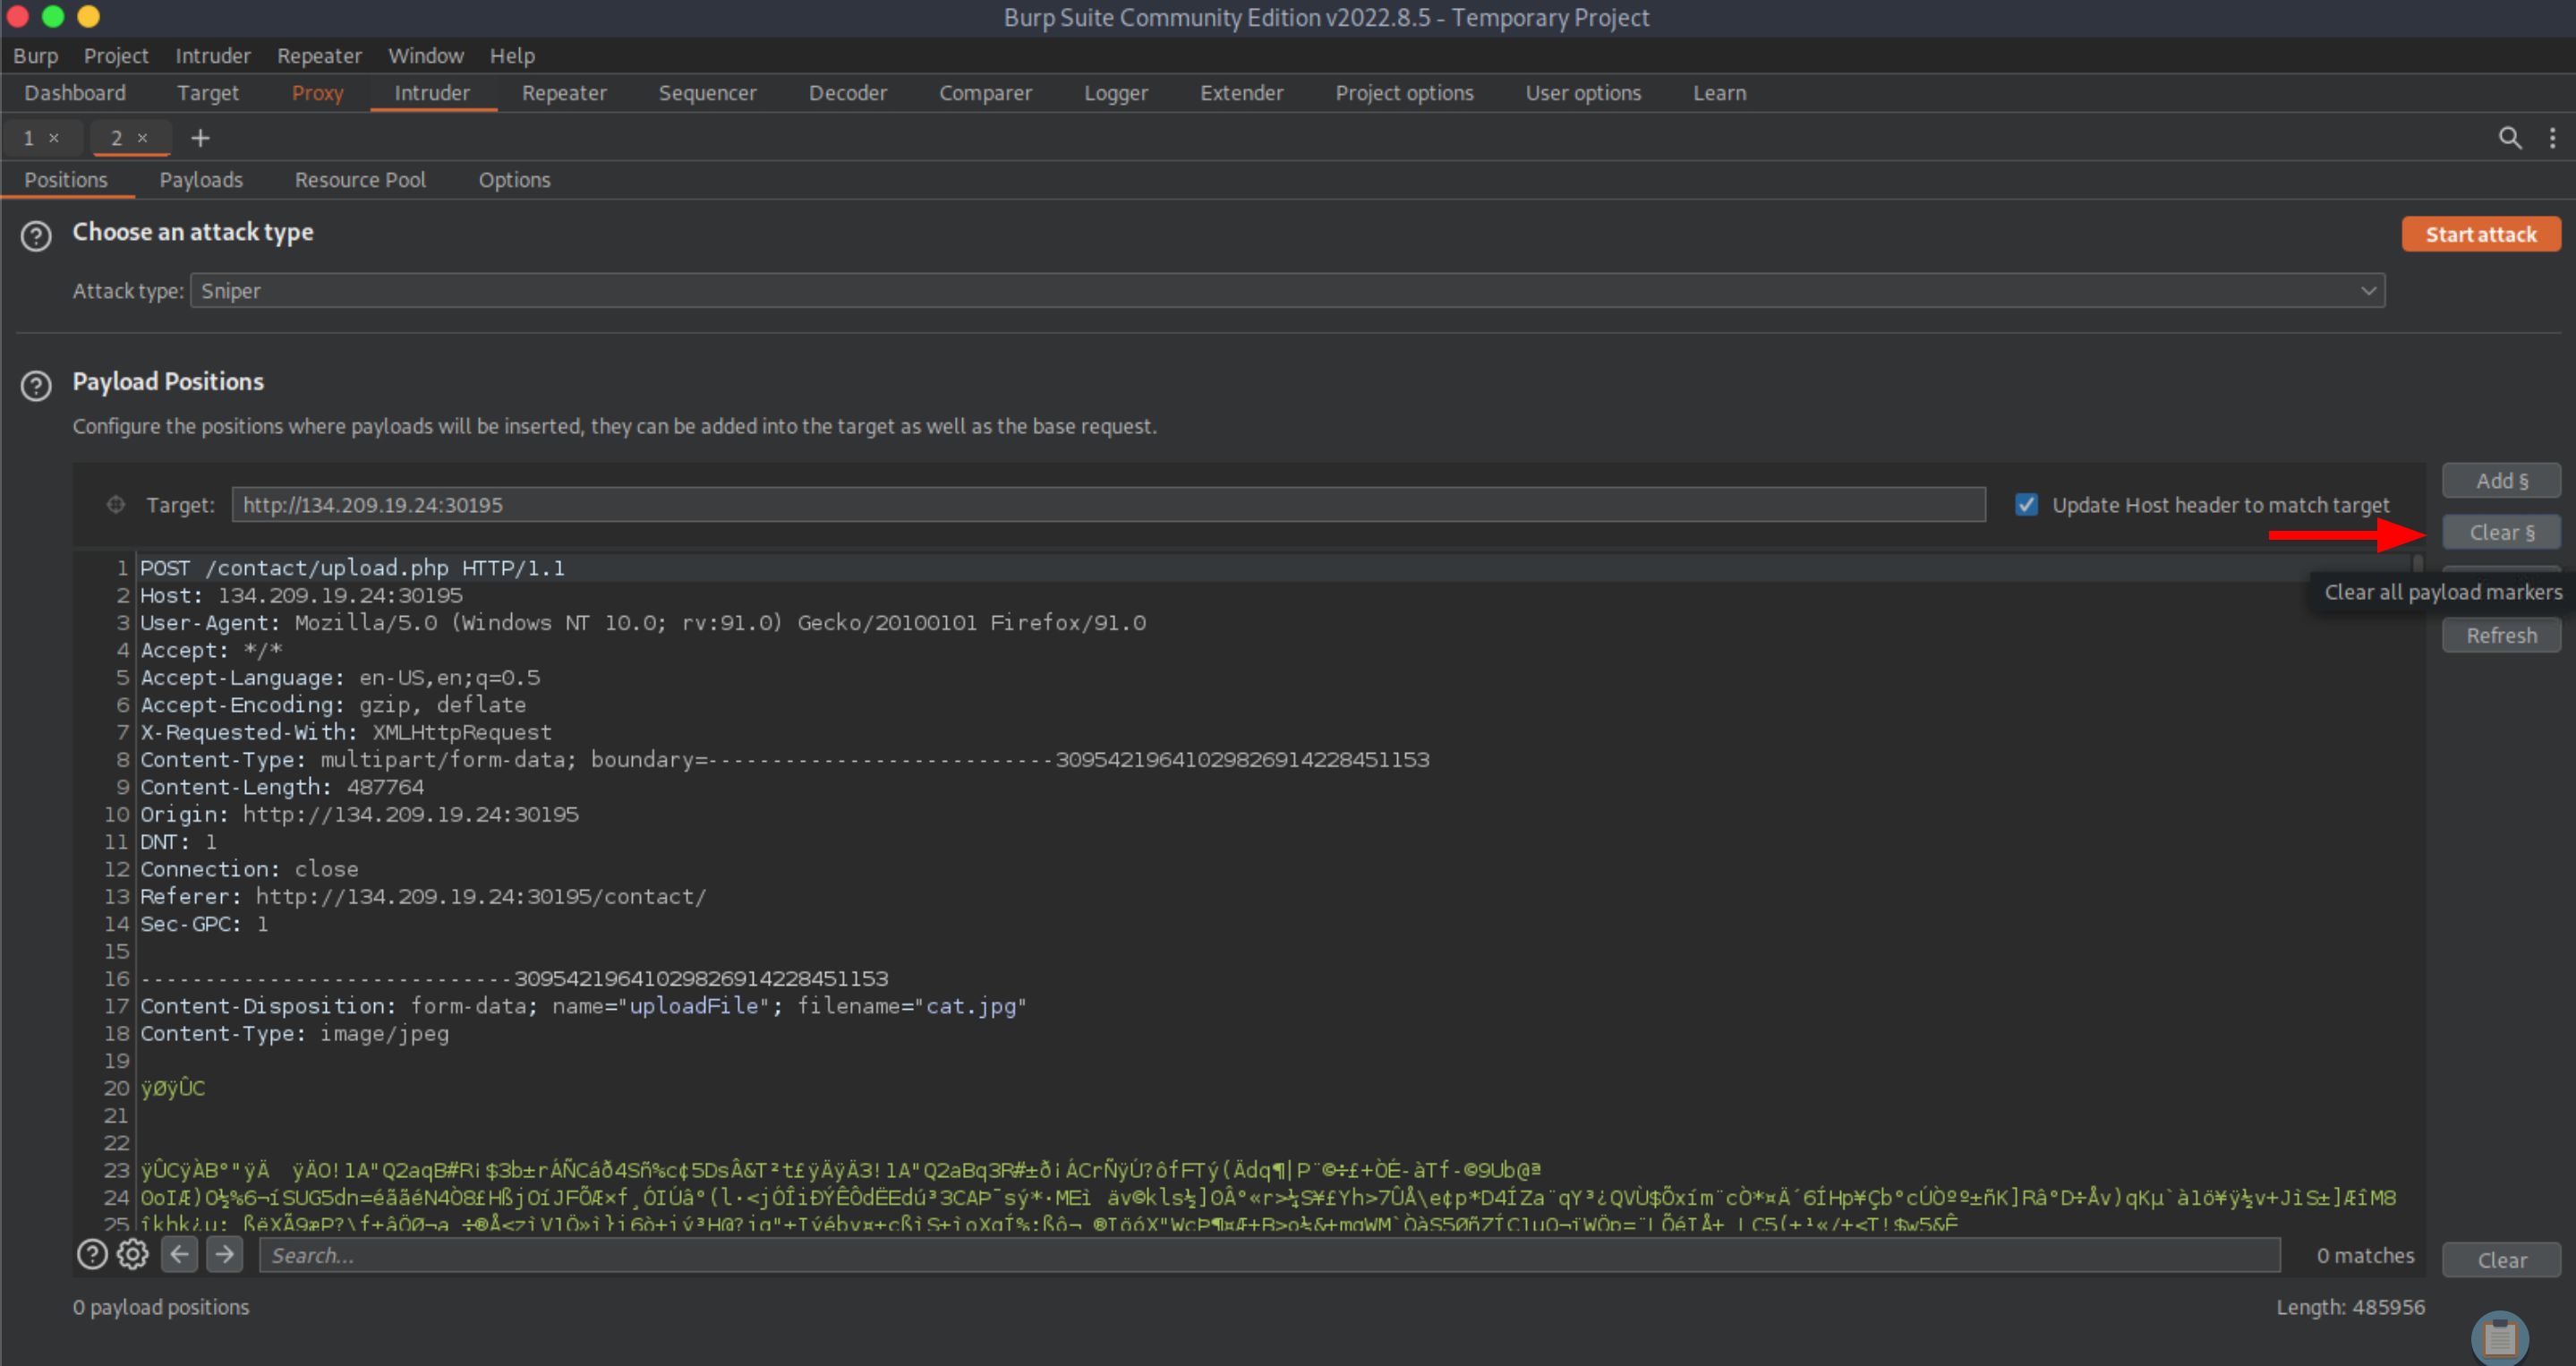 Burp Suite Community Edition v2022.8.5 - Temporary Project
Burp Project Intruder Repeater Window Help
Dashboard Target Proxy Intruder Repeater Sequencer Decoder Comparer Logger Extender Project options User options Learn
1 × 2 × +
Positions Payloads Resource Pool Options
Choose an attack type
Start attack
Attack type: Sniper
Payload Positions
Configure the positions where payloads will be inserted, they can be added into the target as well as the base request.
Add §
Target: http://134.209.19.24:30195
Update Host header to match target
Clear §
Clear all payload markers
Refresh
1 POST /contact/upload.php HTTP/1.1
2 Host: 134.209.19.24:30195
3 User-Agent: Mozilla/5.0 (Windows NT 10.0; rv:91.0) Gecko/20100101 Firefox/91.0
4 Accept: */*
5 Accept-Language: en-US,en;q=0.5
6 Accept-Encoding: gzip, deflate
7 X-Requested-With: XMLHttpRequest
8 Content-Type: multipart/form-data; boundary=---------------------------309542196410298269142284511​53
9 Content-Length: 487764
10 Origin: http://134.209.19.24:30195
11 DNT: 1
12 Connection: close
13 Referer: http://134.209.19.24:30195/contact/
14 Sec-GPC: 1
15
16 -----------------------------30954219641029826914228451153
17 Content-Disposition: form-data; name="uploadFile"; filename="cat.jpg"
18 Content-Type: image/jpeg
19
20 ÿØÿÛC
21
22
23
24
25
Search...
0 matches
Clear
0 payload positions
Length: 485956